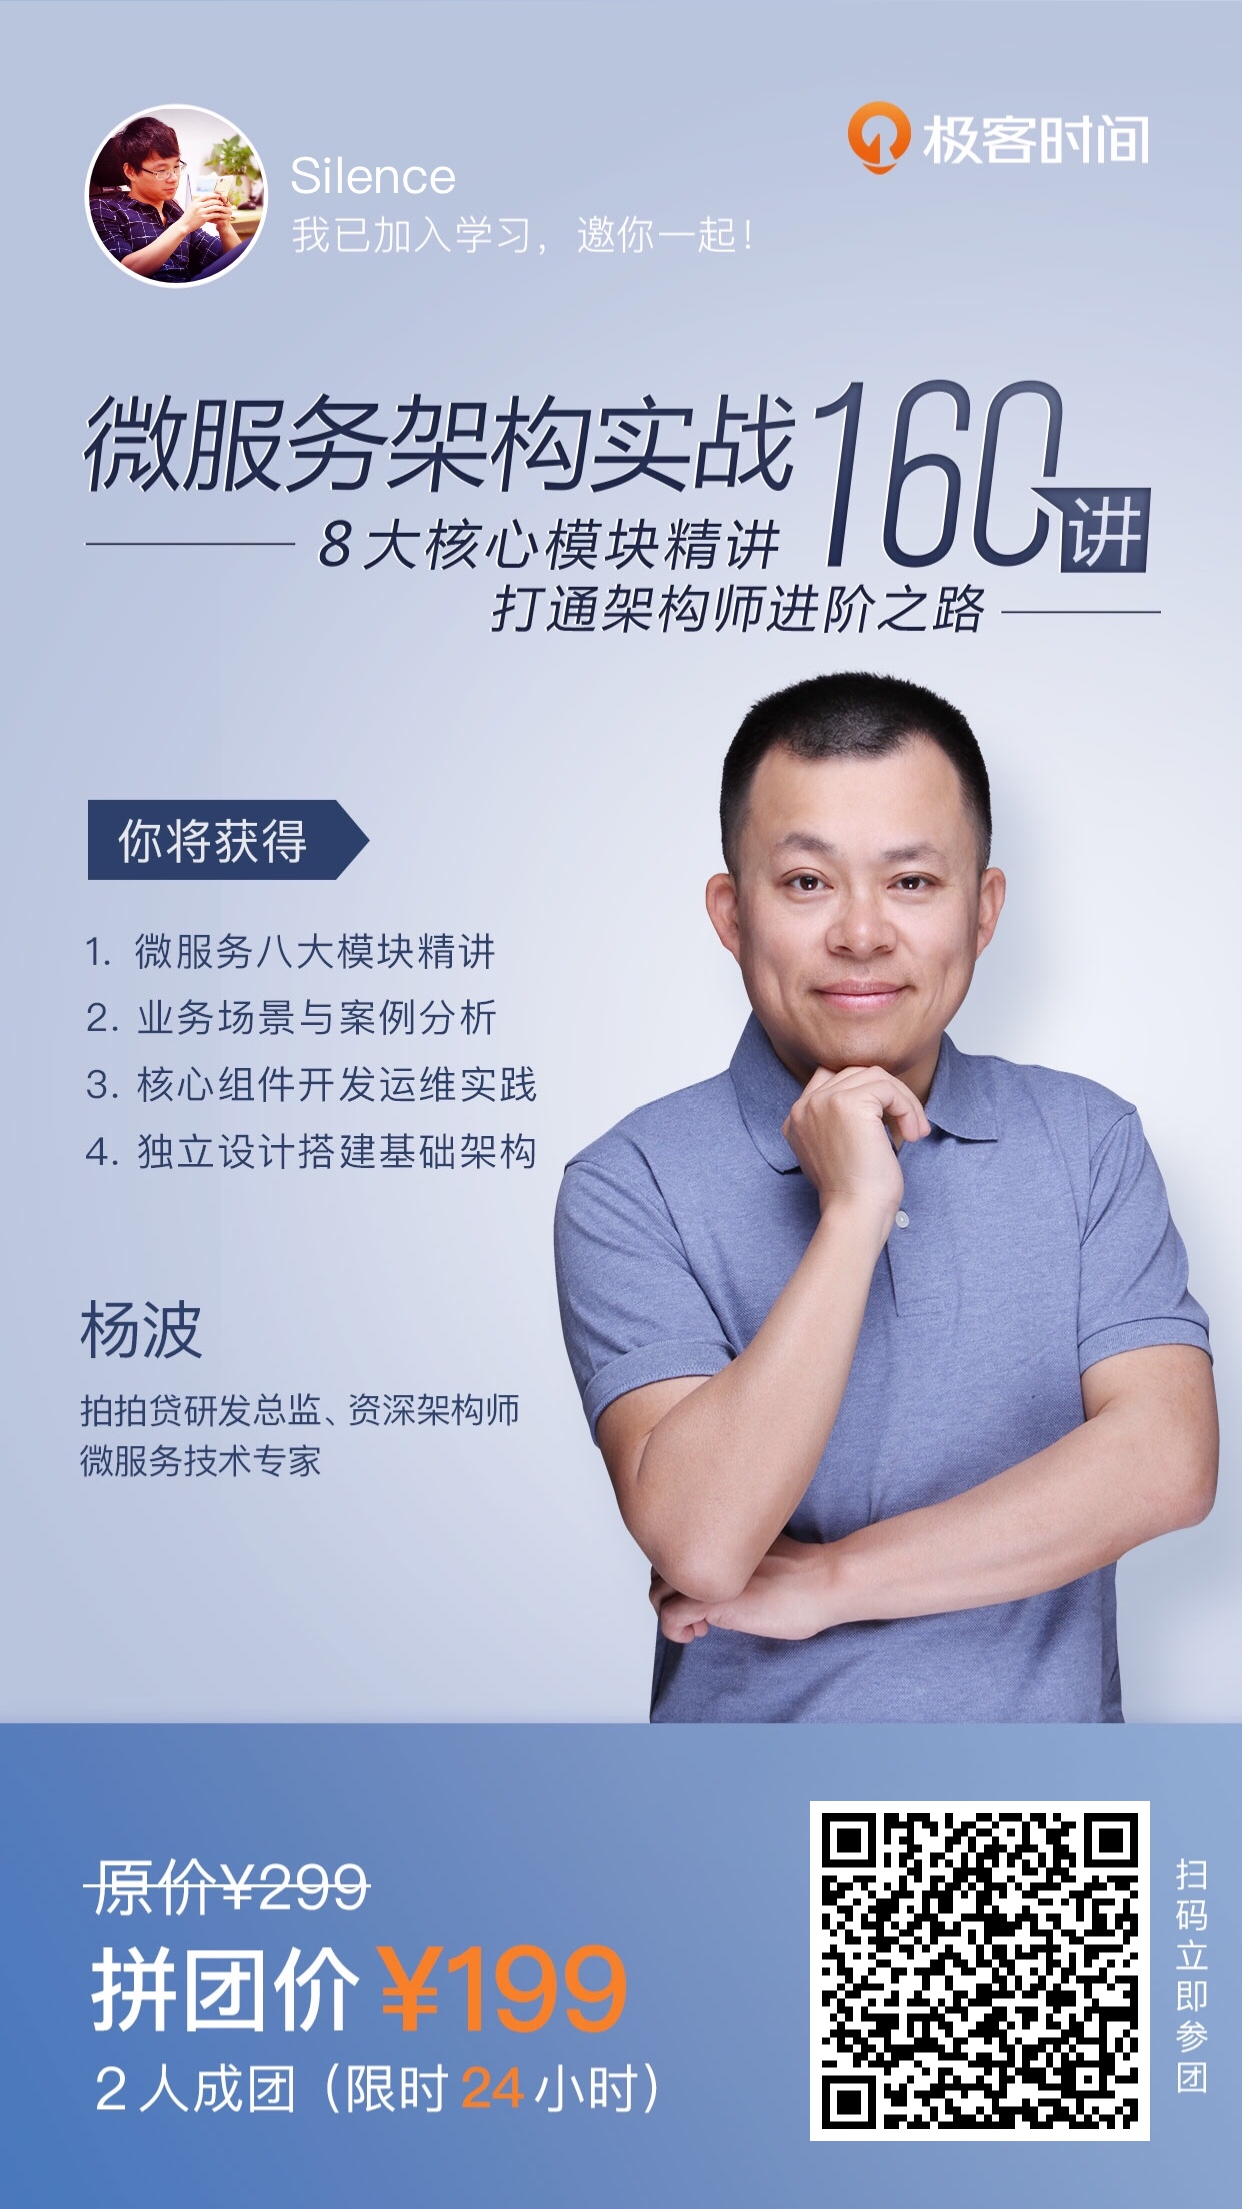 极客时间
Silence
我已加入学习，邀你一起！
微服务架构实战160讲
8大核心模块精讲
打通架构师进阶之路
你将获得
1. 微服务八大模块精讲
2. 业务场景与案例分析
3. 核心组件开发运维实践
4. 独立设计搭建基础架构
杨波
拍拍贷研发总监、资深架构师
微服务技术专家
原价¥299
拼团价¥199
2人成团（限时24小时）
扫码立即参团